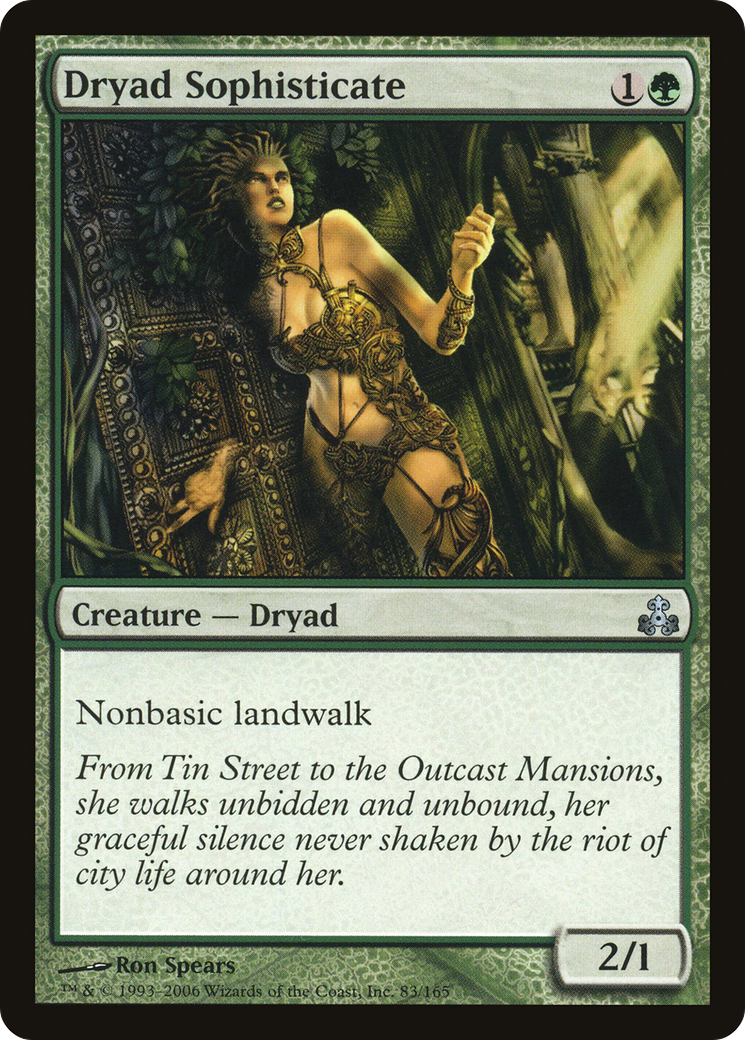 Dryad Sophisticate 1
Creature — Dryad
Nonbasic landwalk
From Tin Street to the Outcast Mansions,
she walks unbidden and unbound, her
graceful silence never shaken by the riot of
city life around her.
2/1
Ron Spears
™ & © 1993–2006 Wizards of the Coast, Inc. 83/165